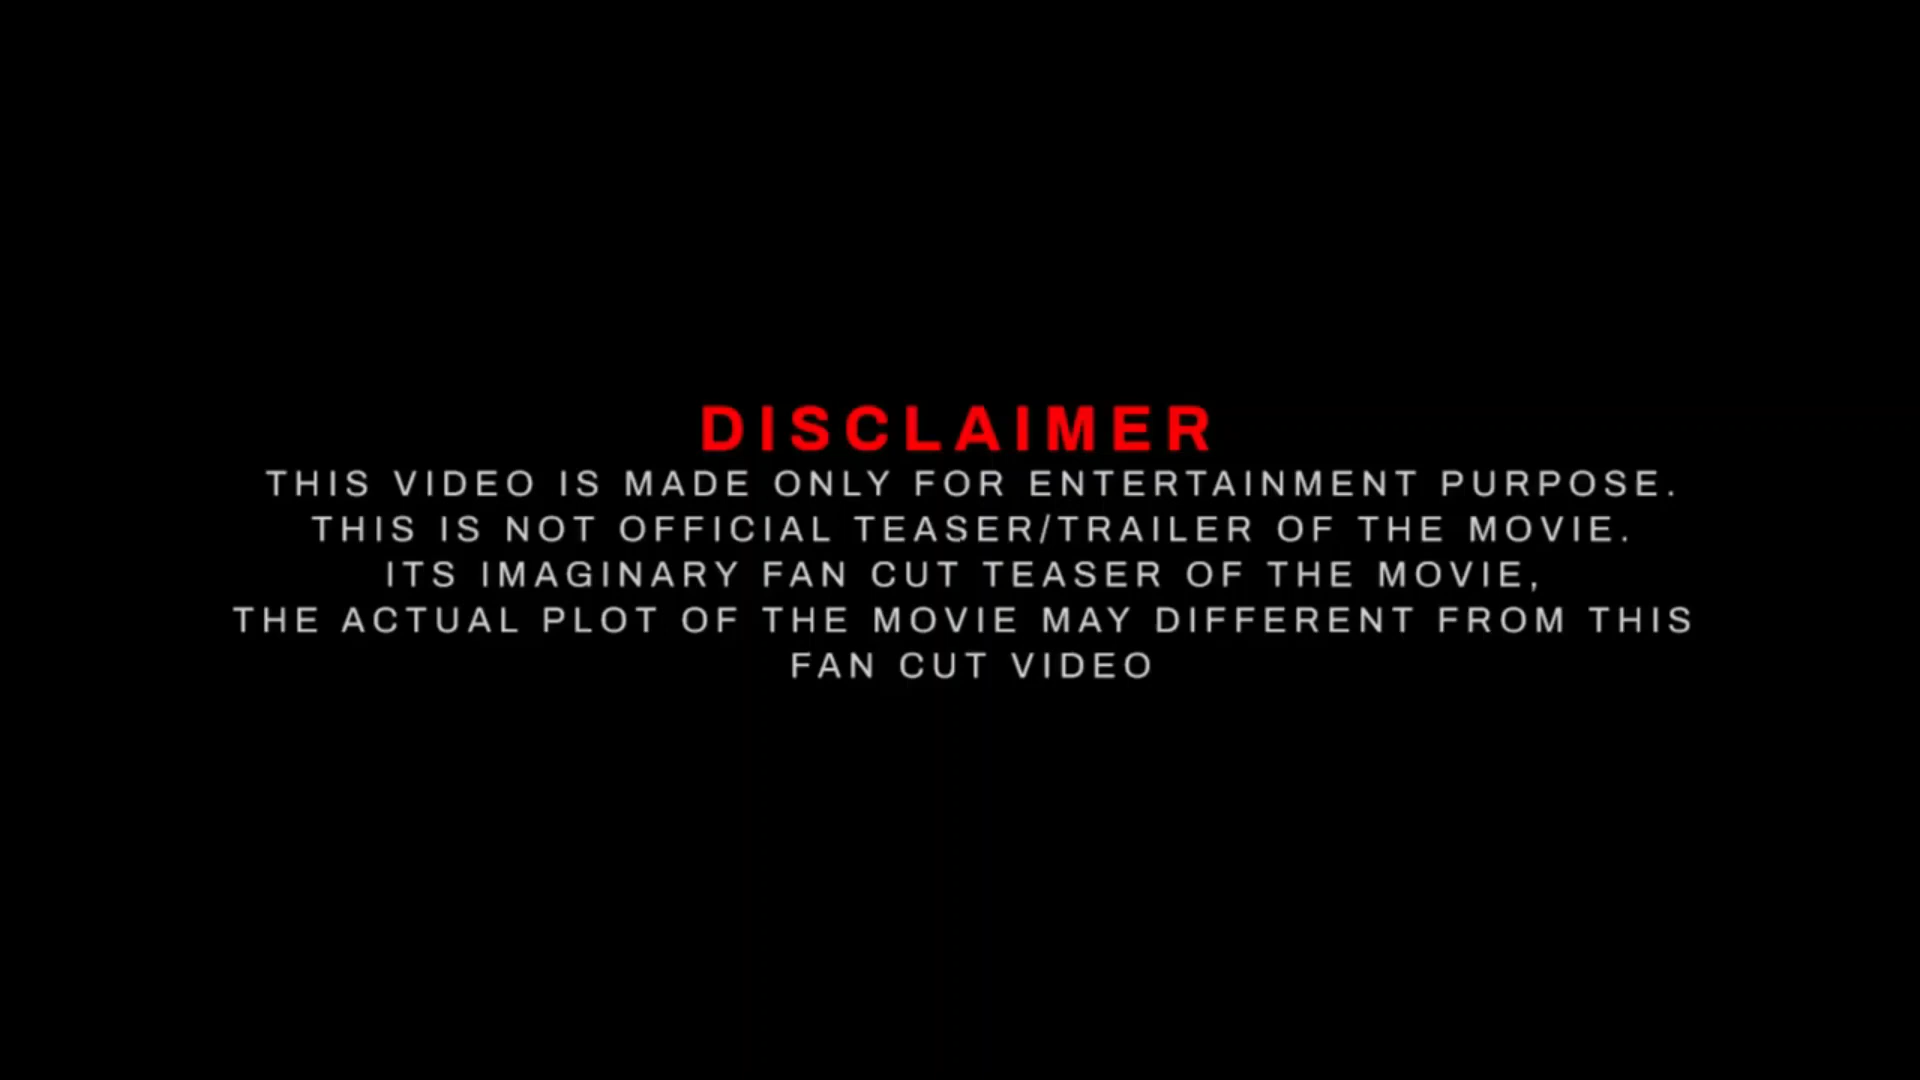 DISCLAIMER
THIS VIDEO IS MADE ONLY FOR ENTERTAINMENT PURPOSE.
THIS IS NOT OFFICIAL TEASER/TRAILER OF THE MOVIE.
ITS IMAGINARY FAN CUT TEASER OF THE MOVIE,
THE ACTUAL PLOT OF THE MOVIE MAY DIFFERENT FROM THIS
FAN CUT VIDEO